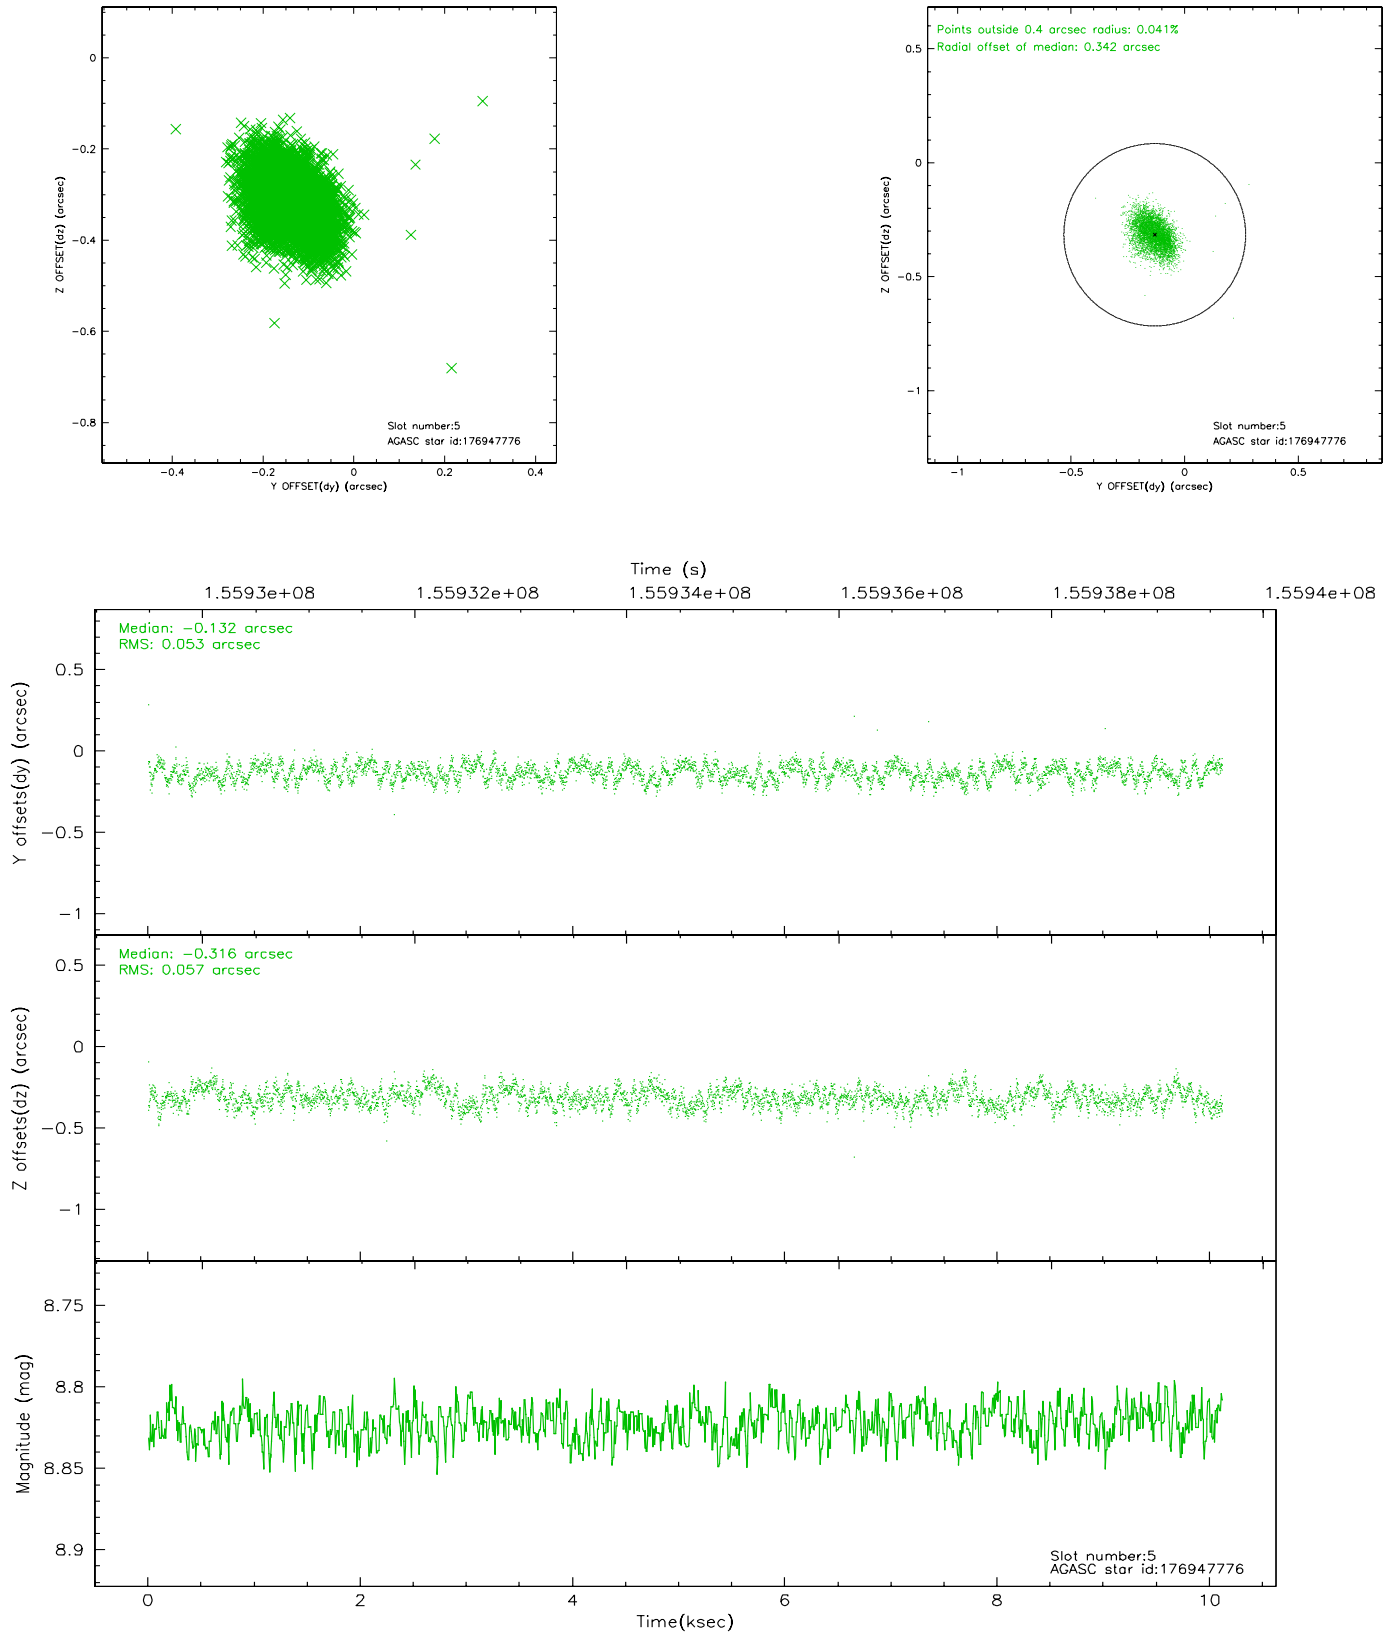 0
-0.2
-0.4
-0.6
-0.8
Z OFFSET(dz) (arcsec)
Slot number:5
AGASC star id:176947776
-0.4 -0.2 0 0.2 0.4
Y OFFSET(dy) (arcsec)
Points outside 0.4 arcsec radius: 0.041%
Radial offset of median: 0.342 arcsec
0.5
0
-0.5
-1
Z OFFSET(dz) (arcsec)
Slot number:5
AGASC star id:176947776
-1 -0.5 0 0.5
Y OFFSET(dy) (arcsec)
Time (s)
1.5593e+08 1.55932e+08 1.55934e+08 1.55936e+08 1.55938e+08 1.5594e+08
Median: -0.132 arcsec
RMS: 0.053 arcsec
0.5
0
-0.5
-1
Y offsets(dy) (arcsec)
Median: -0.316 arcsec
RMS: 0.057 arcsec
0.5
0
-0.5
-1
Z offsets(dz) (arcsec)
8.75
8.8
8.85
8.9
Magnitude (mag)
Slot number:5
AGASC star id:176947776
0 2 4 6 8 10
Time(ksec)